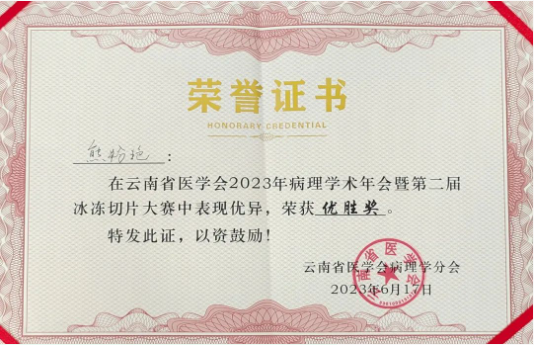 荣誉证书
HONORARY CREDENTIAL
熊 艳 :
在云南省医学会2023年病理学术年会暨第二届
冰冻切片大赛中表现优异，荣获 优胜奖 。
特发此证，以资鼓励！
云南省医学会病理学分会
2023年6月17日